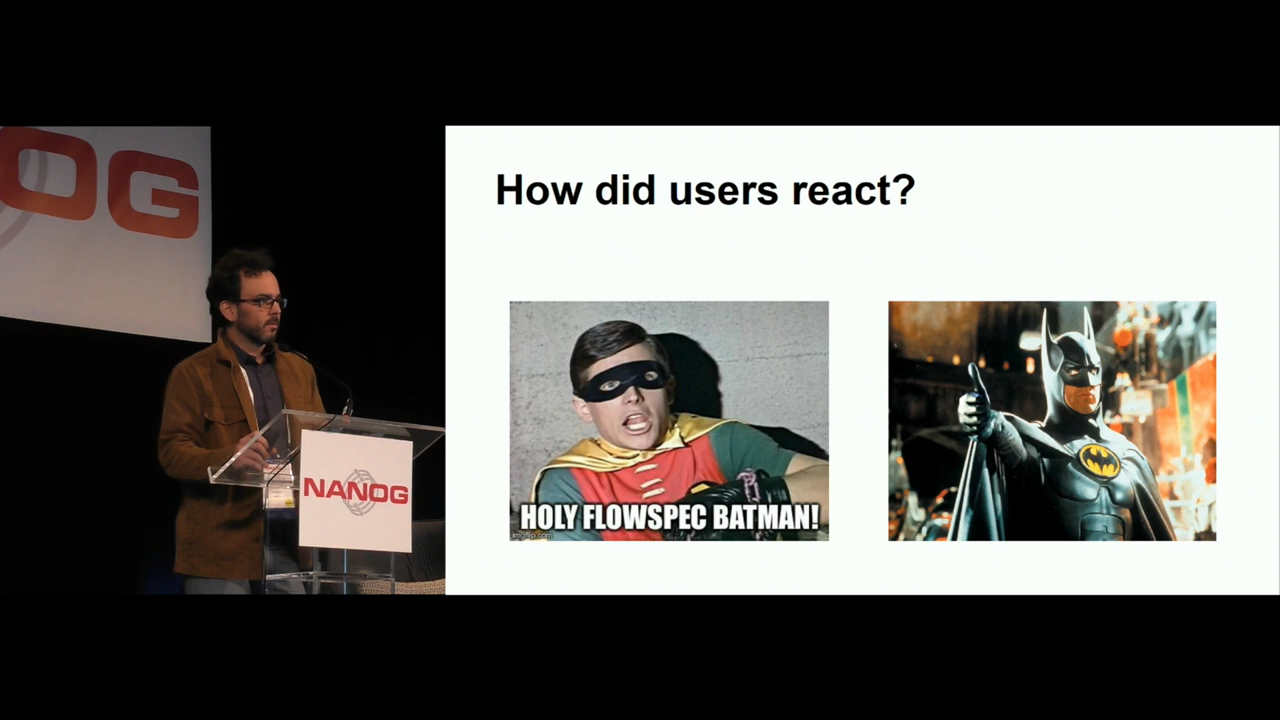 OG
NANOG
How did users react?
HOLY FLOWSPEC BATMAN!
imgflip.com